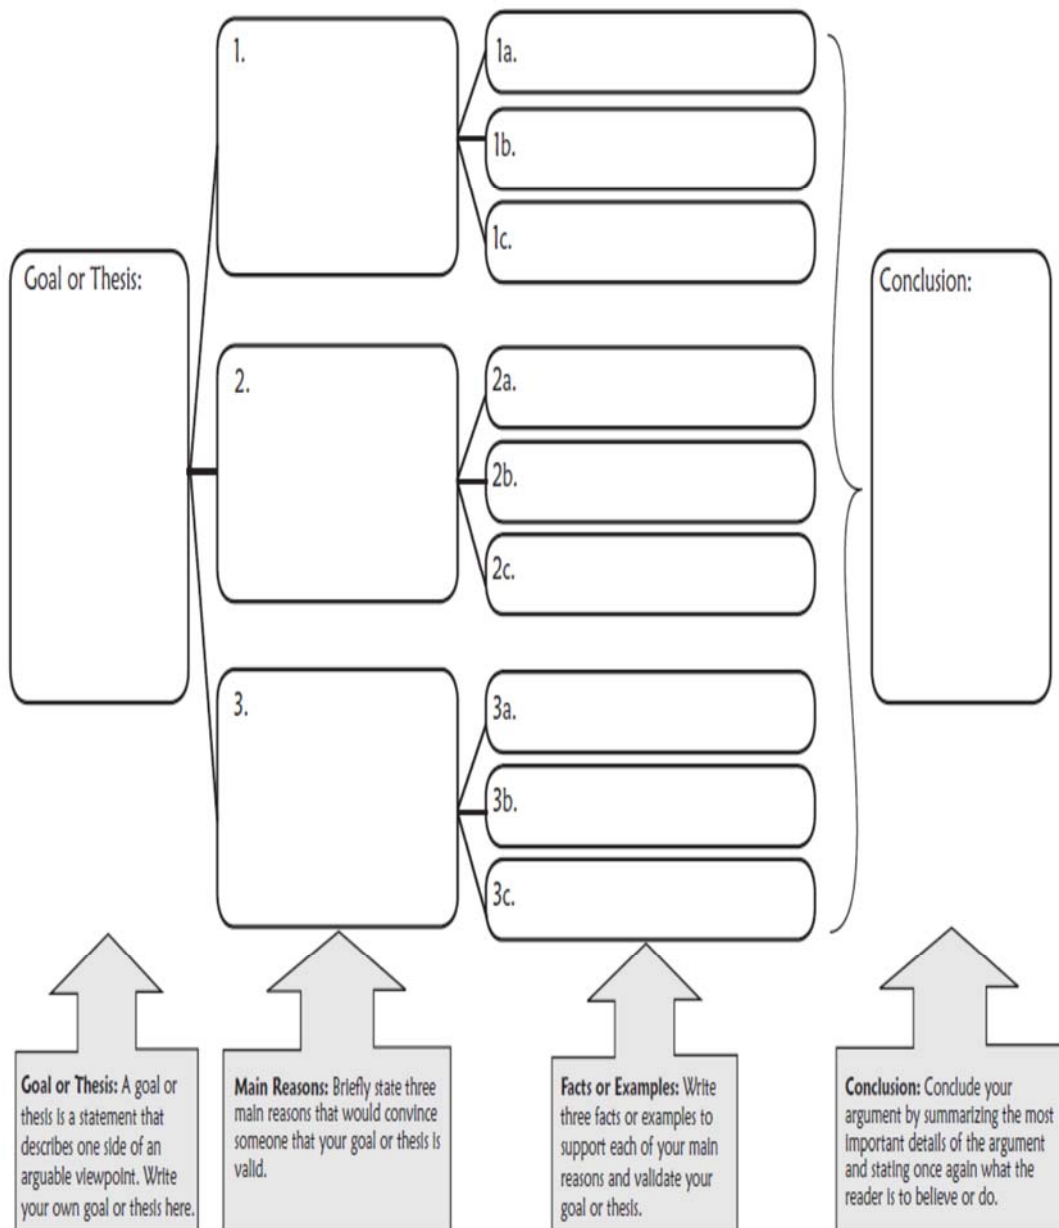 1.
1a.
1b.
1c.
Goal or Thesis:
2.
2a.
2b.
2c.
Conclusion:
3.
3a.
3b.
3c.
Goal or Thesis: A goal or
thesis is a statement that
describes one side of an
arguable viewpoint. Write
your own goal or thesis here.
Main Reasons: Briefly state three
main reasons that would convince
someone that your goal or thesis is
valid.
Facts or Examples: Write
three facts or examples to
support each of your main
reasons and validate your
goal or thesis.
Conclusion: Conclude your
argument by summarizing the most
important details of the argument
and stating once again what the
reader is to believe or do.